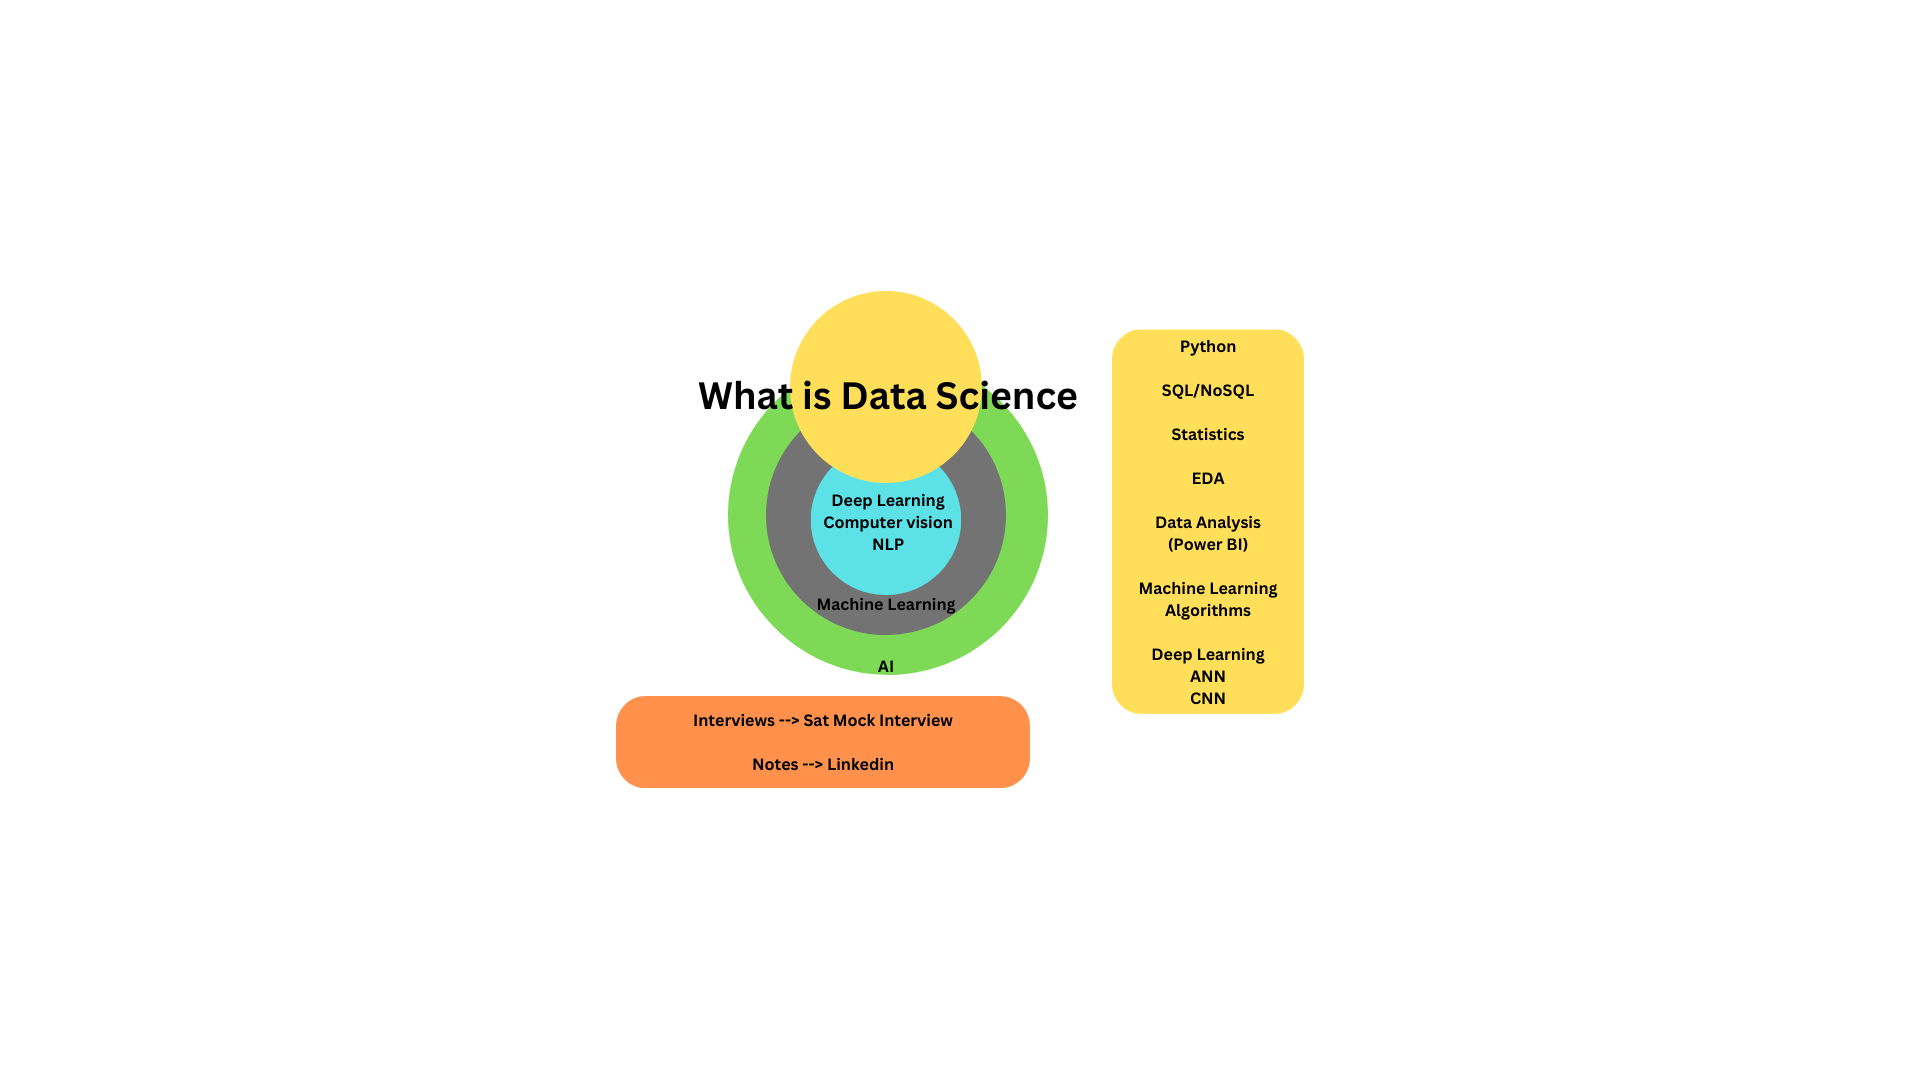 What is Data Science
Deep Learning
Computer vision
NLP
Machine Learning
AI
Python
SQL/NoSQL
Statistics
EDA
Data Analysis
(Power BI)
Machine Learning
Algorithms
Deep Learning
ANN
CNN
Interviews --> Sat Mock Interview
Notes --> Linkedin